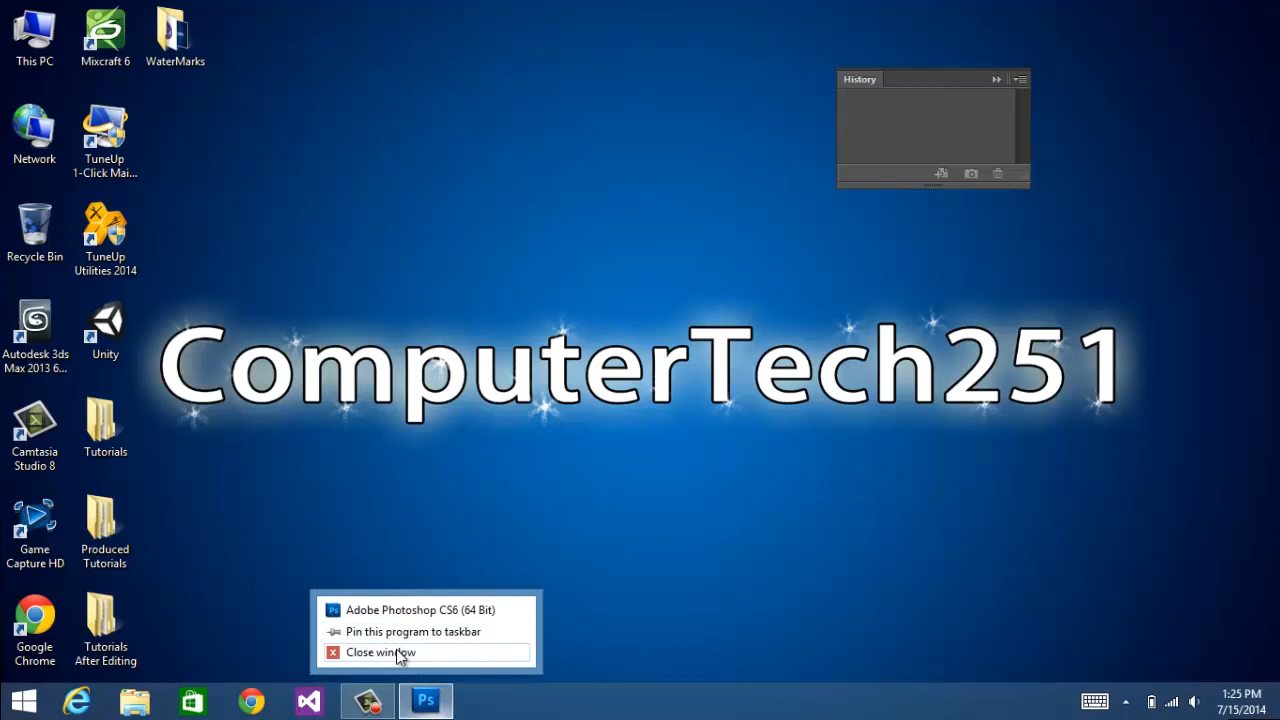 This PC
Mixcraft 6
WaterMarks
Network
TuneUp
1-Click Mai...
Recycle Bin
TuneUp
Utilities 2014
Autodesk 3ds
Max 2013 6...
Unity
Camtasia
Studio 8
Tutorials
Game
Capture HD
Produced
Tutorials
Google
Chrome
Tutorials
After Editing
History
ComputerTech251
Ps Adobe Photoshop CS6 (64 Bit)
Pin this program to taskbar
Close window
Ps
1:25 PM
7/15/2014